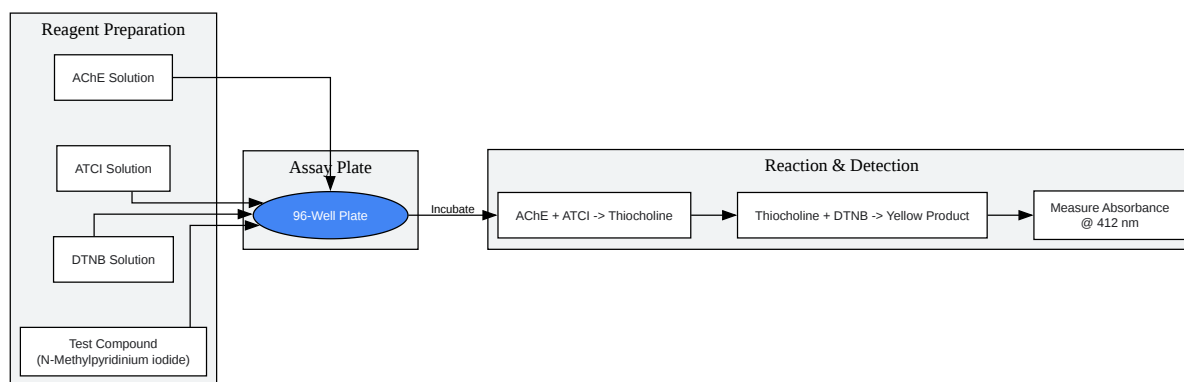 Reagent Preparation
AChE Solution
ATCI Solution
DTNB Solution
Test Compound
(N-Methylpyridinium iodide)
Assay Plate
96-Well Plate
Incubate
Reaction & Detection
AChE + ATCI -> Thiocholine
Thiocholine + DTNB -> Yellow Product
Measure Absorbance
@ 412 nm